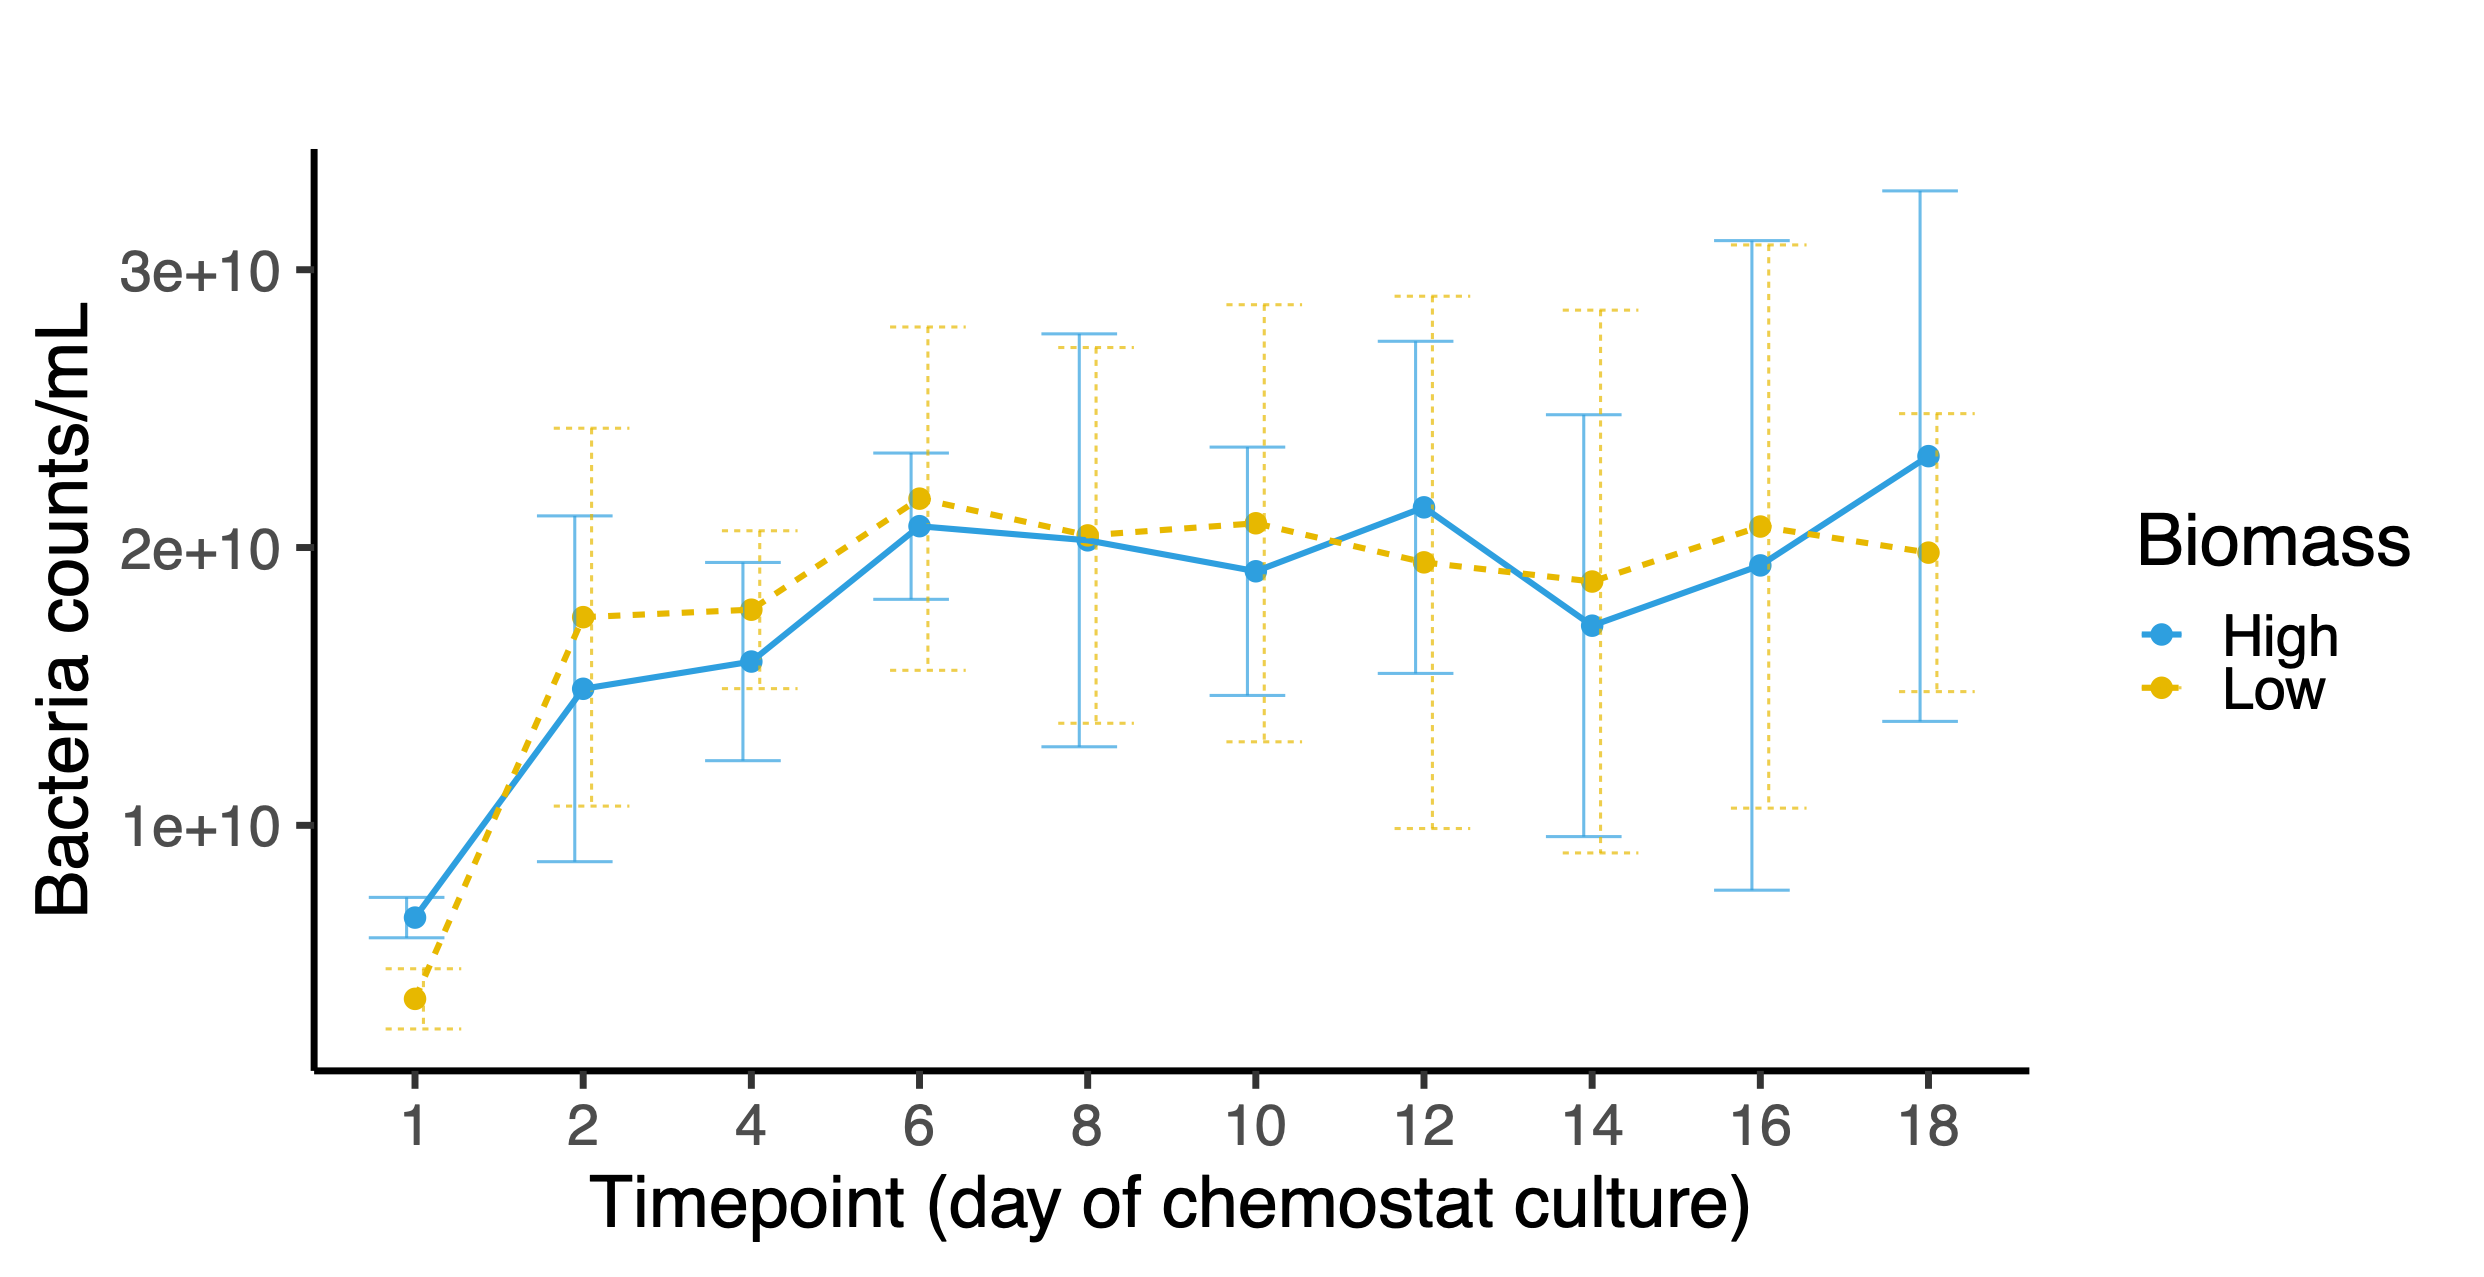 Bacteria counts/mL
3e+10
2e+10
1e+10
1 2 4 6 8 10 12 14 16 18
Timepoint (day of chemostat culture)
Biomass
High
Low